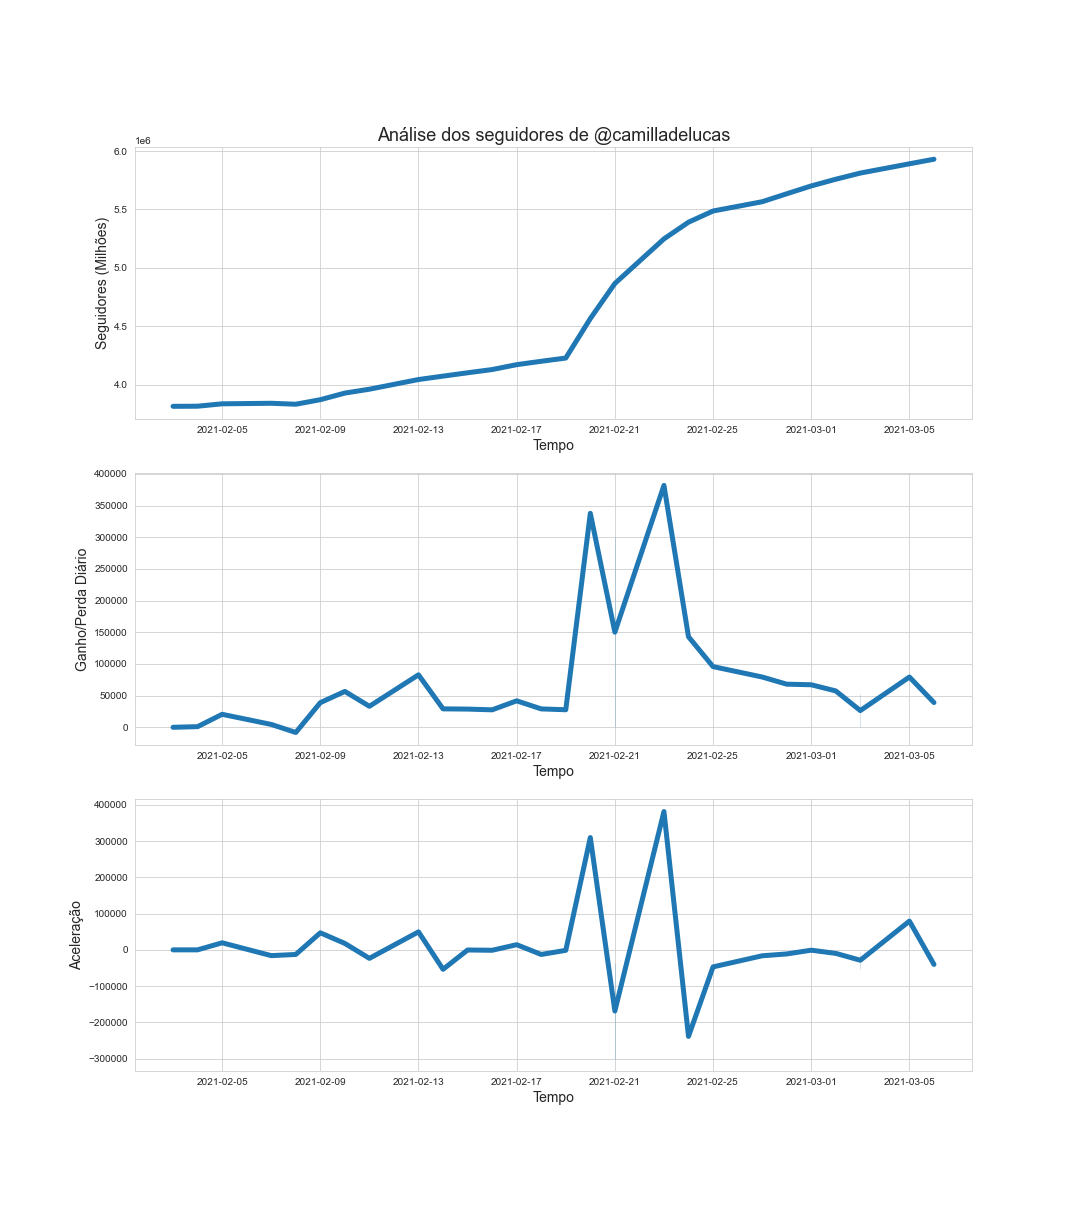 Análise dos seguidores de @camilladelucas
1e6
6.0
5.5
5.0
4.5
4.0
Seguidores (Milhões)
2021-02-05 2021-02-09 2021-02-13 2021-02-17 2021-02-21 2021-02-25 2021-03-01 2021-03-05
Tempo
400000
350000
300000
250000
200000
150000
100000
50000
0
Ganho/Perda Diário
2021-02-05 2021-02-09 2021-02-13 2021-02-17 2021-02-21 2021-02-25 2021-03-01 2021-03-05
Tempo
400000
300000
200000
100000
0
−100000
−200000
−300000
Aceleração
2021-02-05 2021-02-09 2021-02-13 2021-02-17 2021-02-21 2021-02-25 2021-03-01 2021-03-05
Tempo